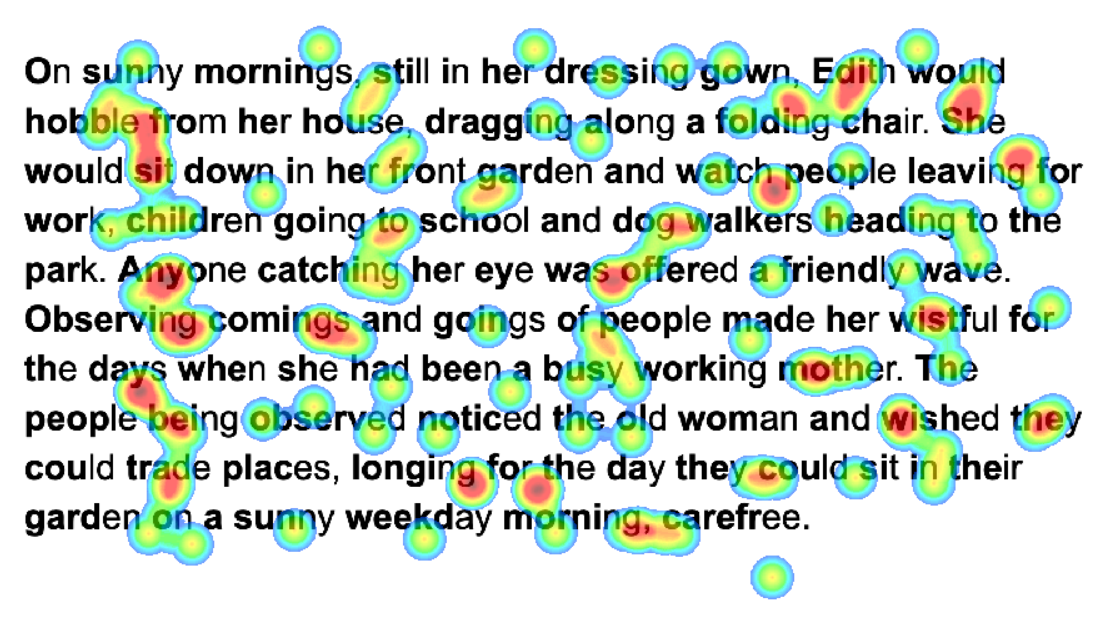 On sunny mornings, still in her dressing gown, Edith would
hobble from her house, dragging along a folding chair. She
would sit down in her front garden and watch people leaving for
work, children going to school and dog walkers heading to the
park. Anyone catching her eye was offered a friendly wave.
Observing comings and goings of people made her wistful for
the days when she had been a busy working mother. The
people being observed noticed the old woman and wished they
could trade places, longing for the day they could sit in their
garden on a sunny weekday morning, carefree.